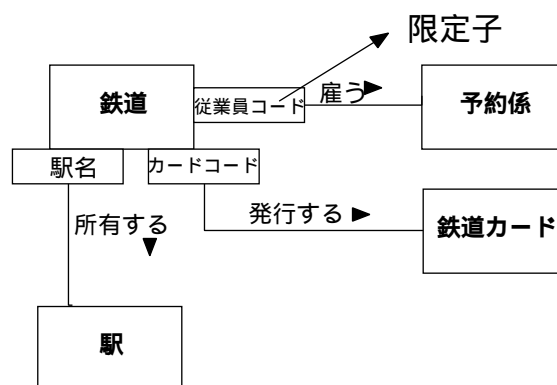 限定子
鉄道
従業員コード
雇う
予約係
駅名
カードコード
所有する
発行する
鉄道カード
駅